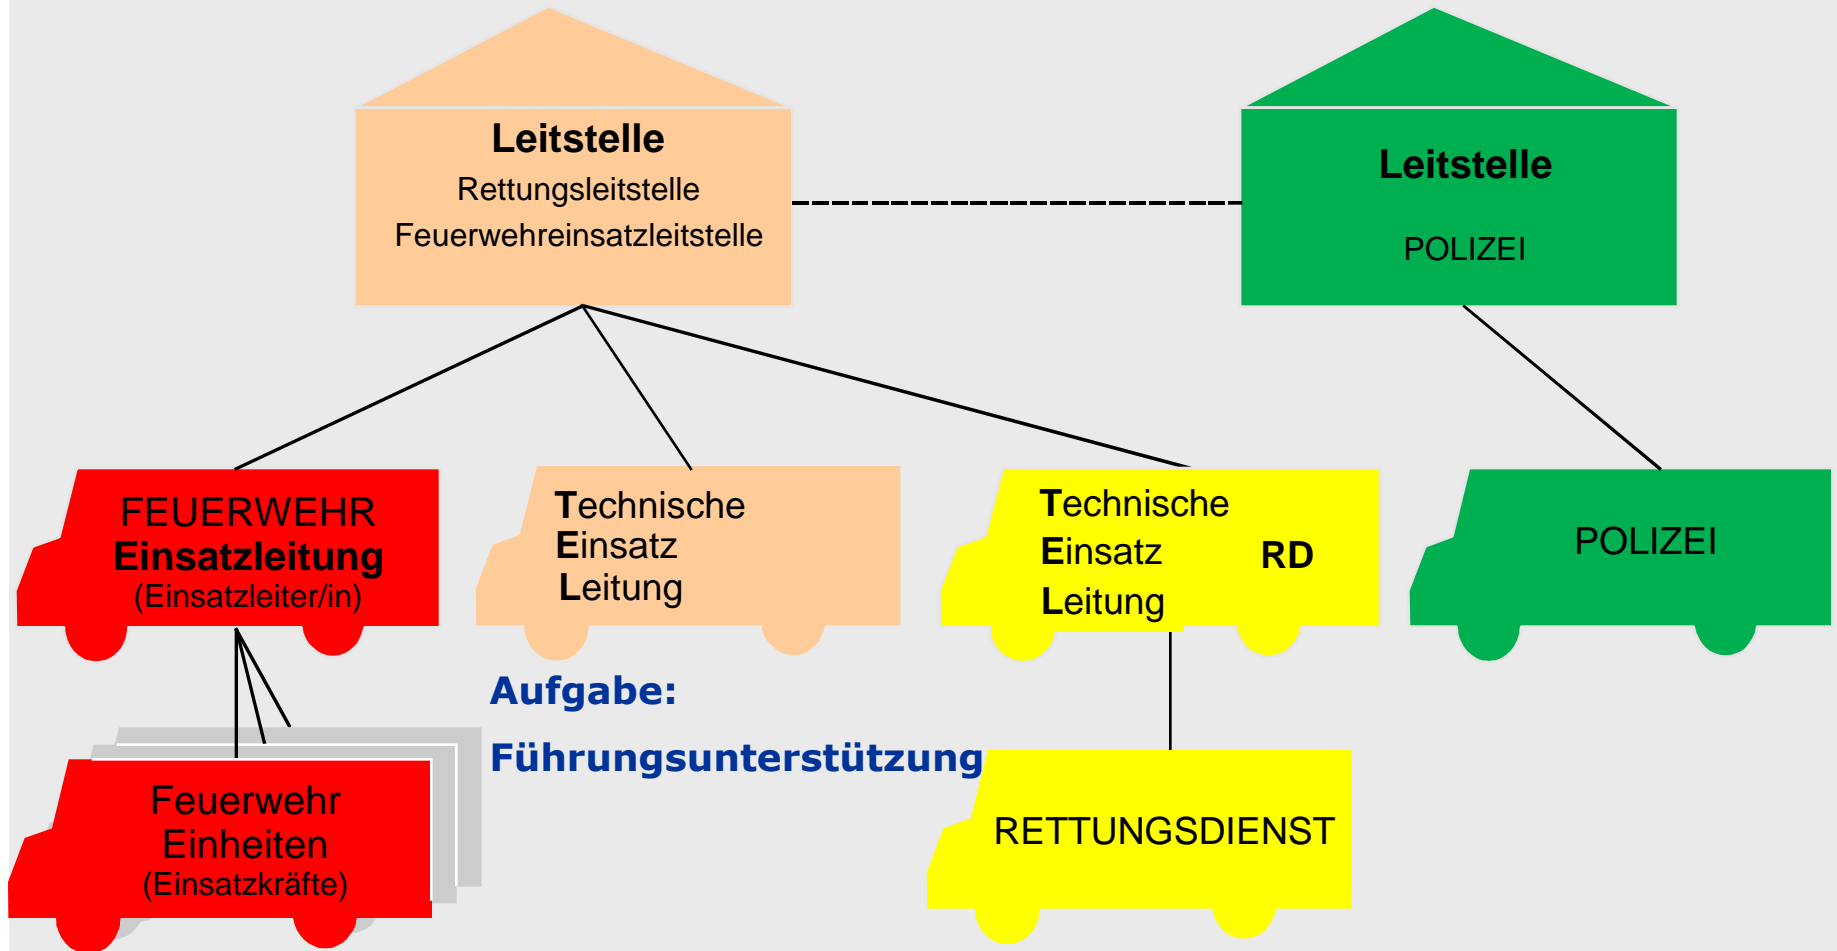 Leitstelle
Rettungsleitstelle
Feuerwehreinsatzleitstelle
Leitstelle
POLIZEI
FEUERWEHR
Einsatzleitung
(Einsatzleiter/in)
Technische
Einsatz
Leitung
Technische
Einsatz RD
Leitung
POLIZEI
Aufgabe:
Führungsunterstützung
Feuerwehr
Einheiten
(Einsatzkräfte)
RETTUNGSDIENST